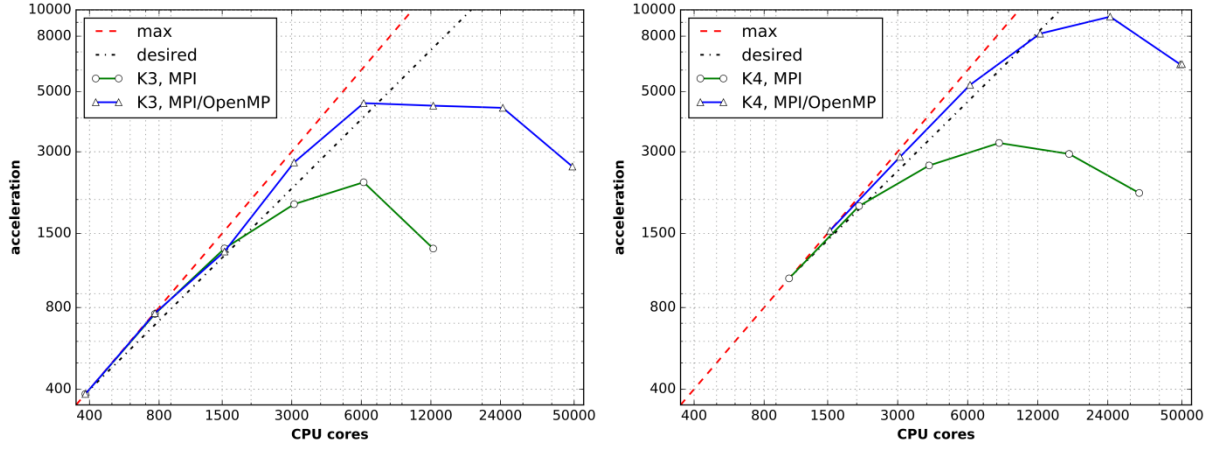 10000
8000
5000
3000
1500
800
400
acceleration
max
desired
K3, MPI
K3, MPI/OpenMP
400 800 1500 3000 6000 12000 24000 50000
CPU cores
10000
8000
5000
3000
1500
800
400
acceleration
max
desired
K4, MPI
K4, MPI/OpenMP
400 800 1500 3000 6000 12000 24000 50000
CPU cores